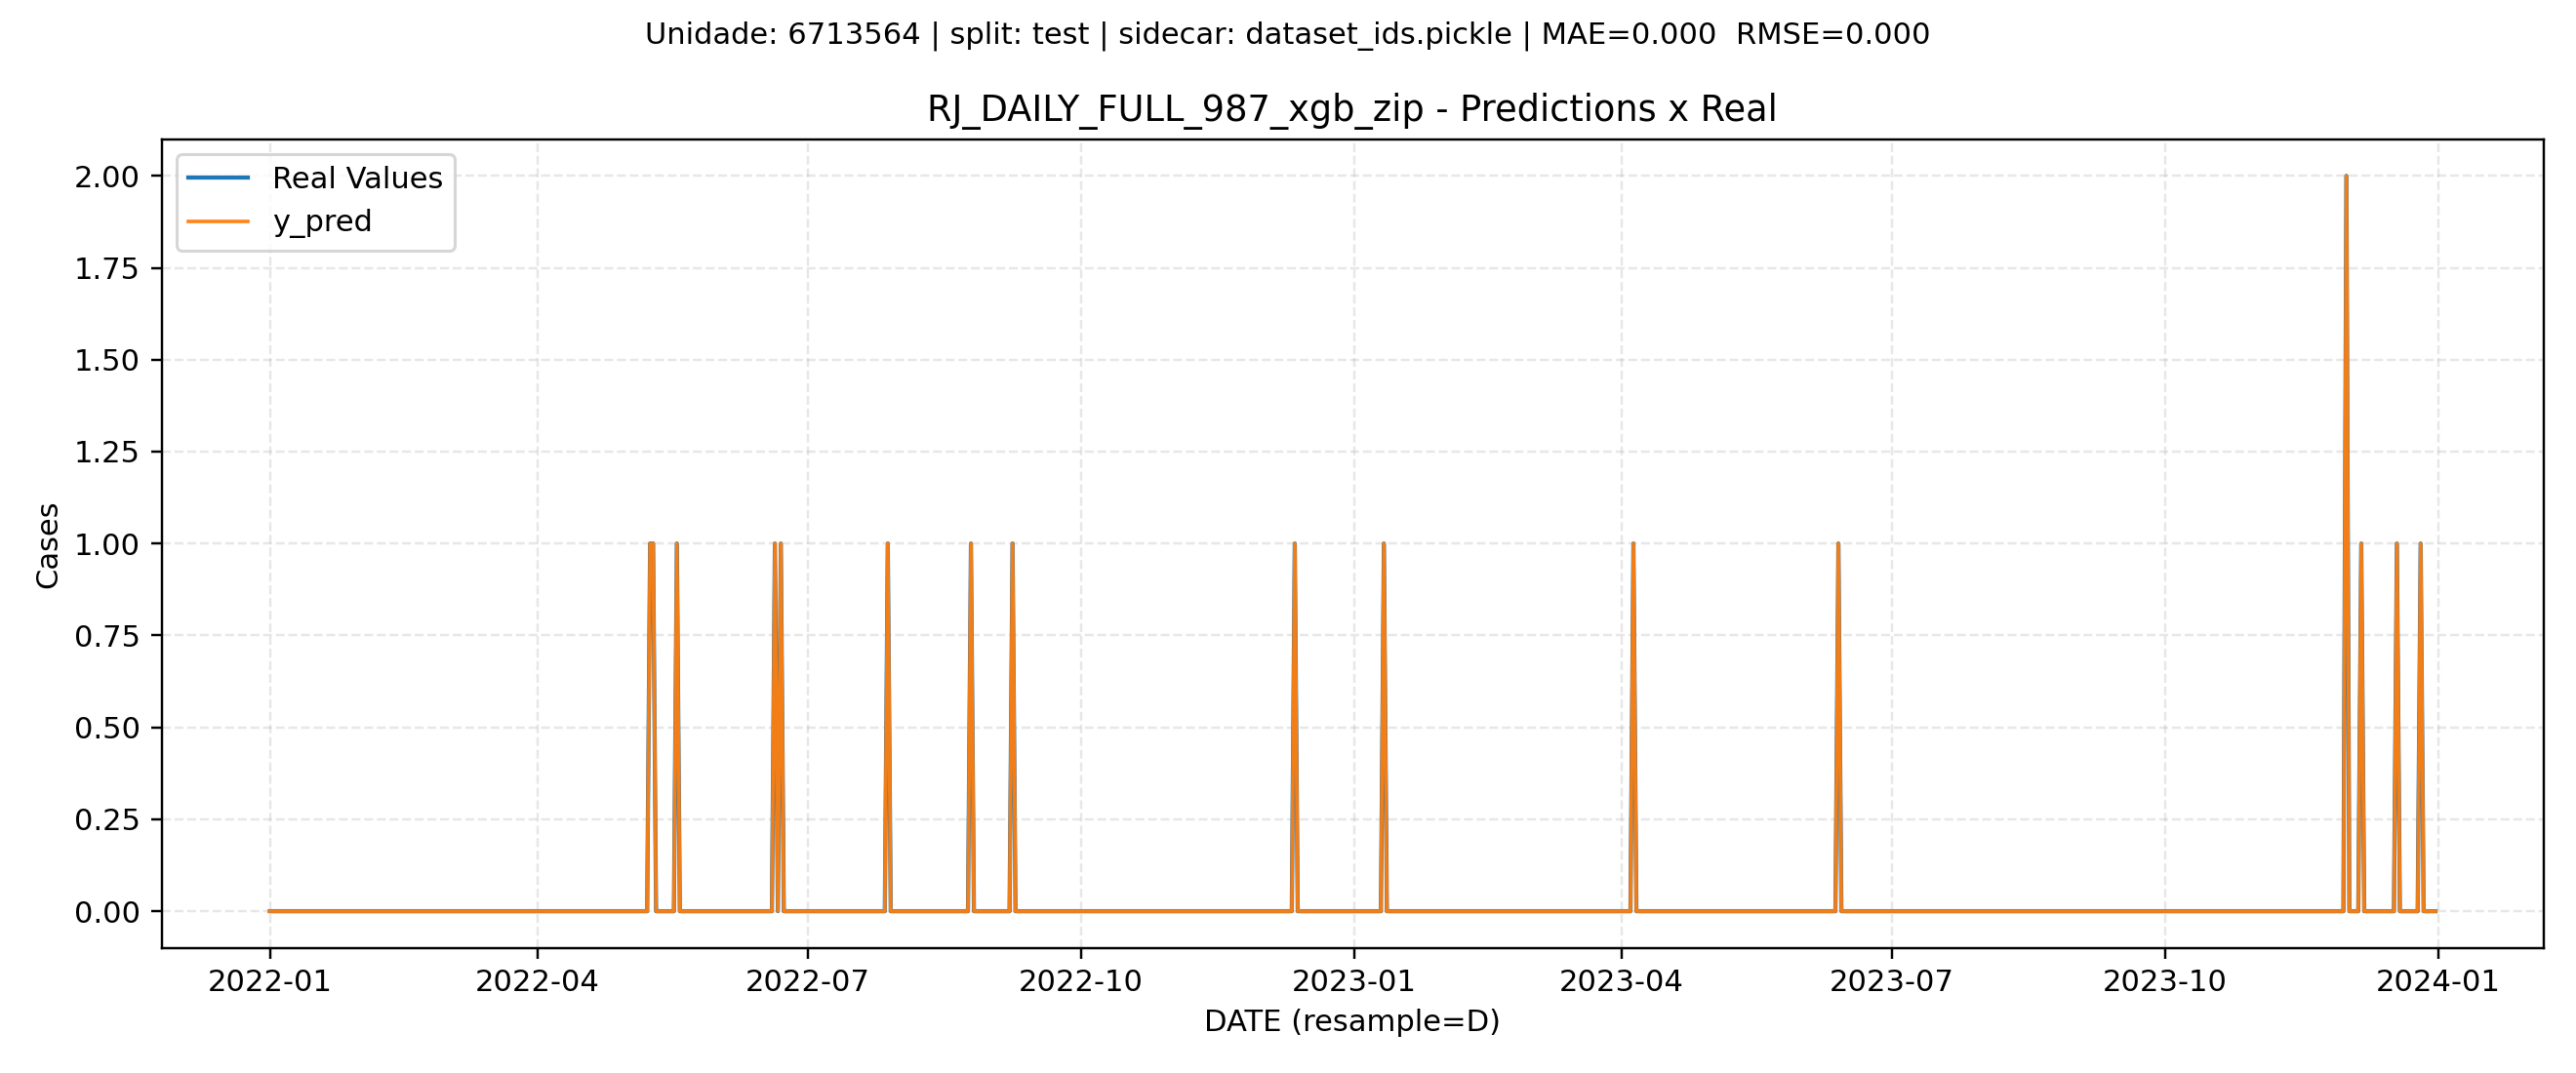 Unidade: 6713564 | split: test | sidecar: dataset_ids.pickle | MAE=0.000  RMSE=0.000
RJ_DAILY_FULL_987_xgb_zip - Predictions x Real
Real Values
y_pred
2.00
1.75
1.50
1.25
1.00
0.75
0.50
0.25
0.00
Cases
2022-01 2022-04 2022-07 2022-10 2023-01 2023-04 2023-07 2023-10 2024-01
DATE (resample=D)